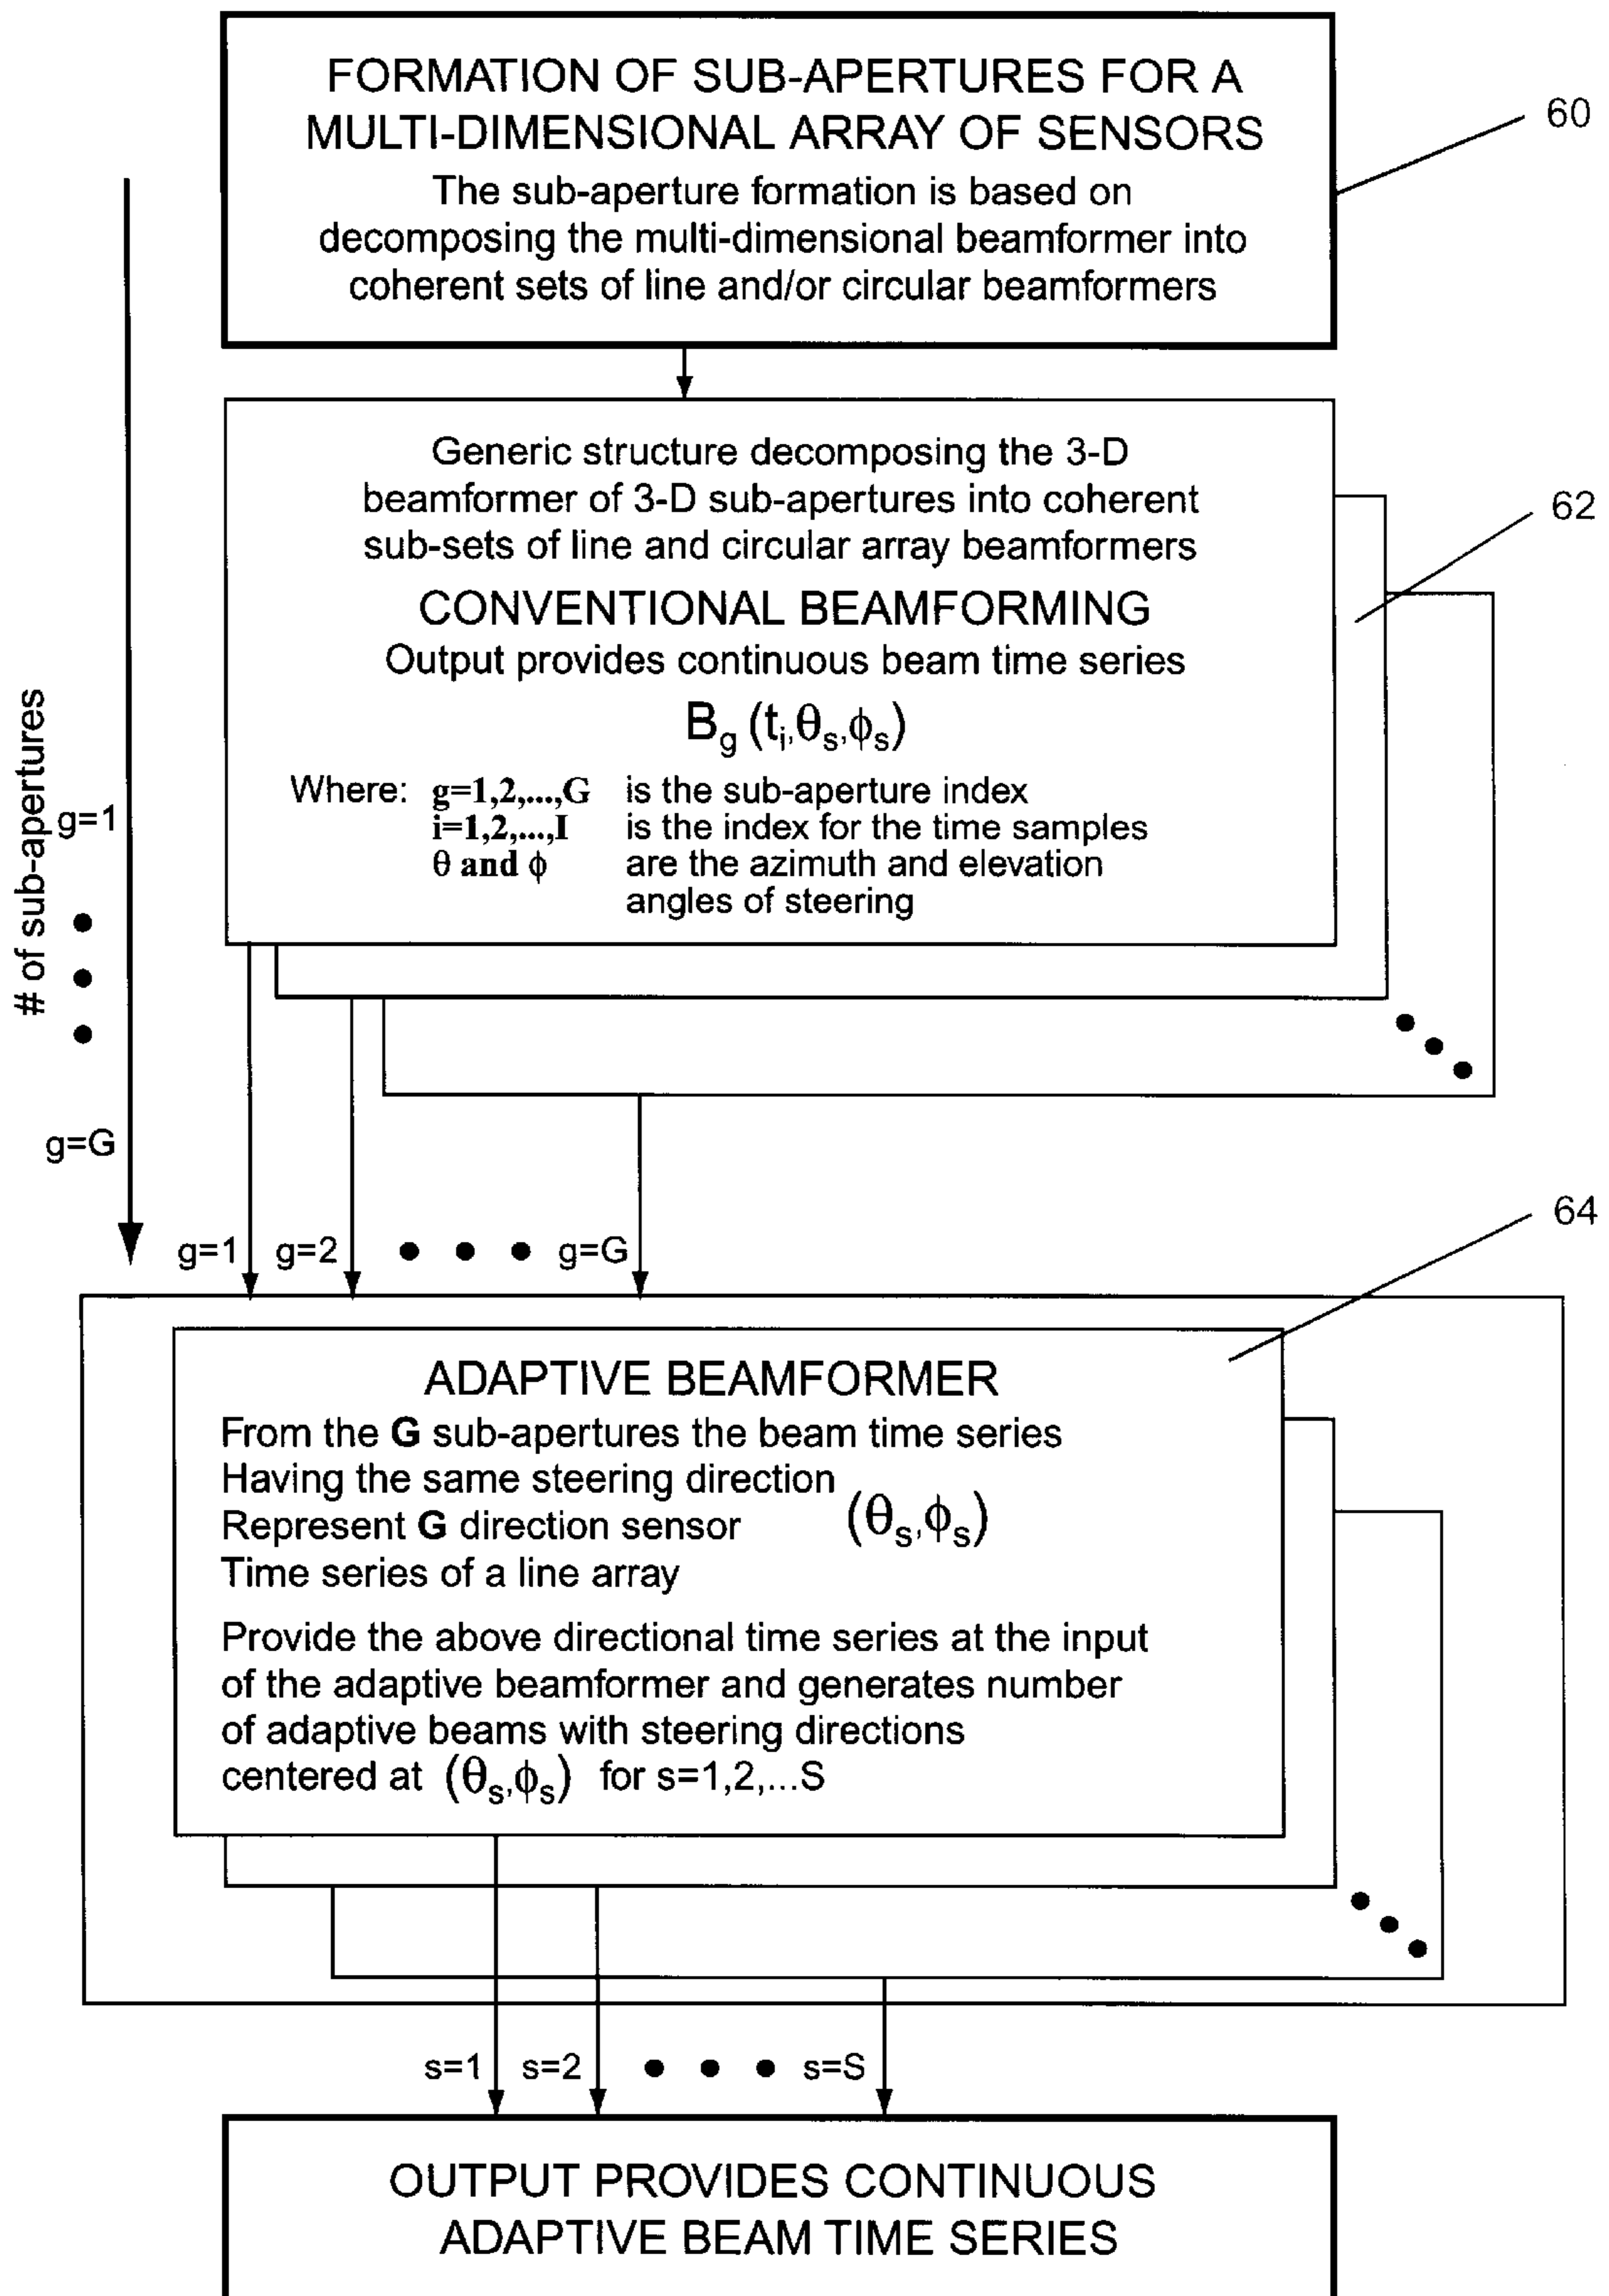 FORMATION OF SUB-APERTURES FOR A
MULTI-DIMENSIONAL ARRAY OF SENSORS
The sub-aperture formation is based on
decomposing the multi-dimensional beamformer into
coherent sets of line and/or circular beamformers
60
Generic structure decomposing the 3-D
beamformer of 3-D sub-apertures into coherent
sub-sets of line and circular array beamformers
CONVENTIONAL BEAMFORMING
Output provides continuous beam time series
B_g (t_i,θ_s,ϕ_s)
Where: g=1,2,...,G is the sub-aperture index
i=1,2,...,I is the index for the time samples
θ and ϕ are the azimuth and elevation
angles of steering
62
# of sub-apertures
g=1
g=G
g=1 g=2 g=G
64
ADAPTIVE BEAMFORMER
From the G sub-apertures the beam time series
Having the same steering direction
Represent G direction sensor (θ_s,ϕ_s)
Time series of a line array
Provide the above directional time series at the input
of the adaptive beamformer and generates number
of adaptive beams with steering directions
centered at (θ_s,ϕ_s) for s=1,2,...S
s=1 s=2 s=S
OUTPUT PROVIDES CONTINUOUS
ADAPTIVE BEAM TIME SERIES